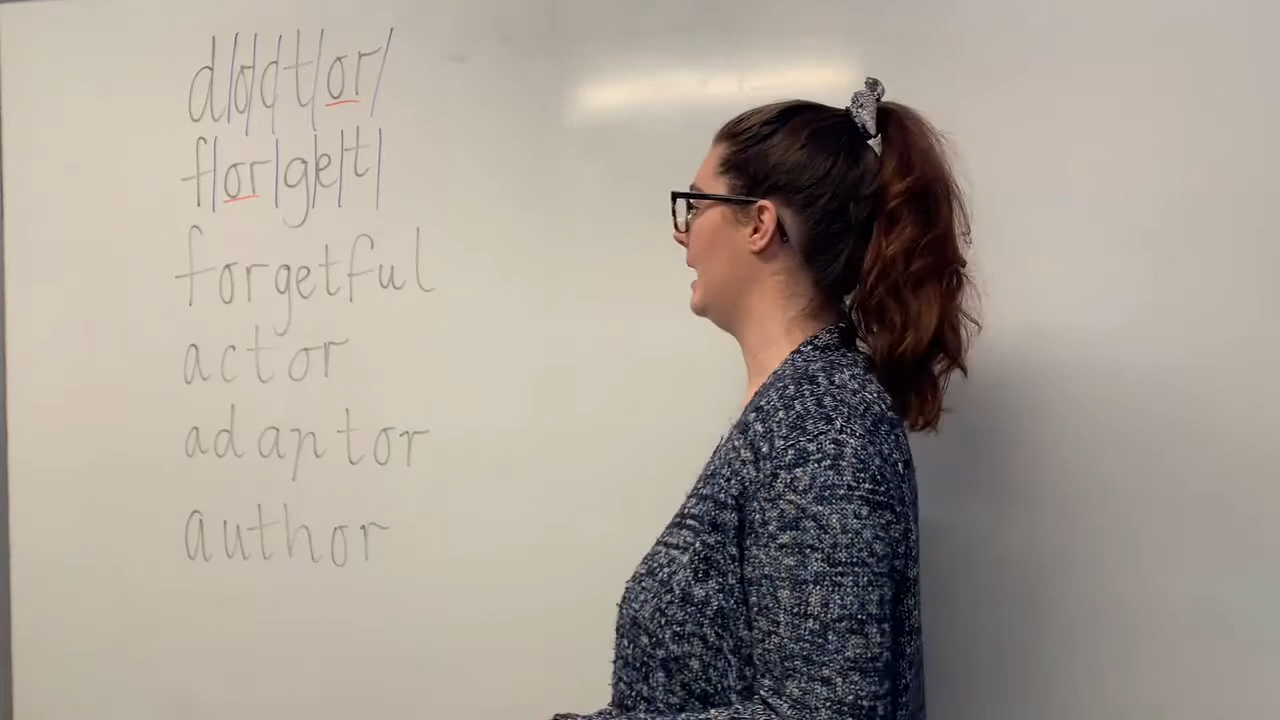 d/o/c/t/or/
f/or/g/e/t/
forgetful
actor
adaptor
author